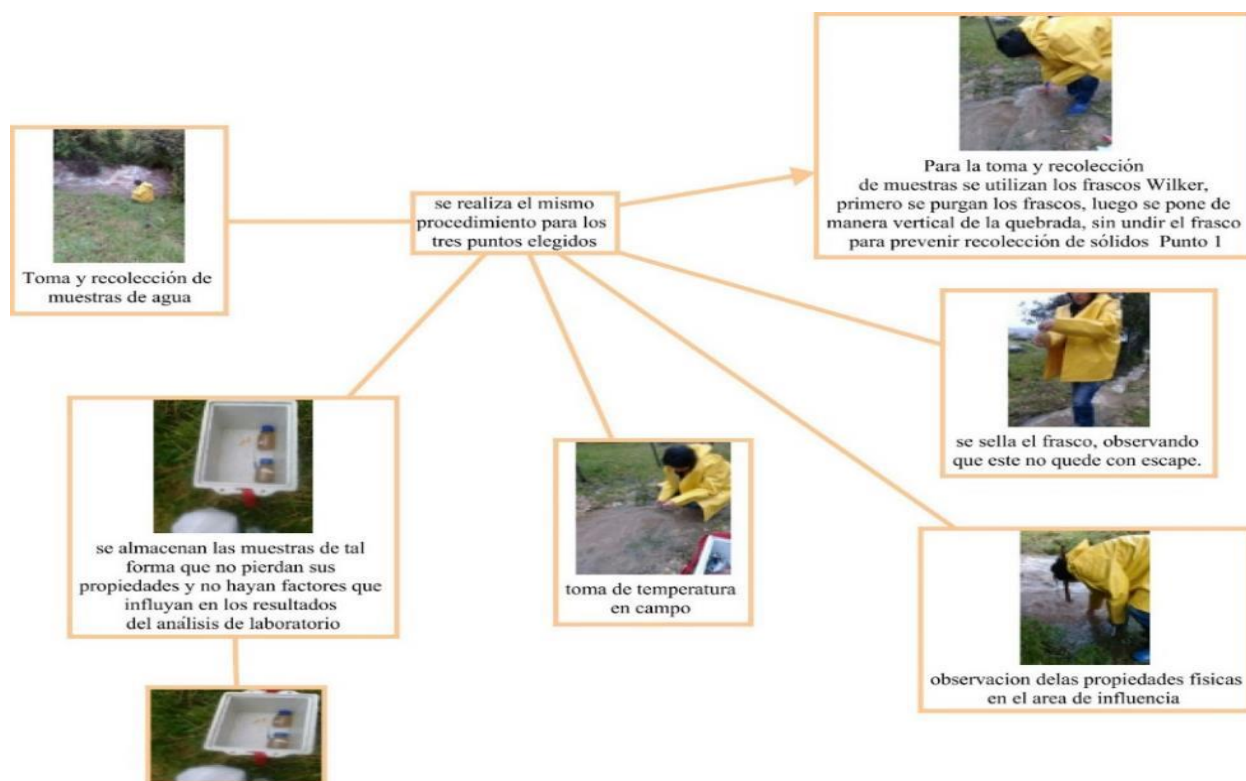 Toma y recolección de
muestras de agua
se realiza el mismo
procedimiento para los
tres puntos elegidos
Para la toma y recolección
de muestras se utilizan los frascos Wilker,
primero se purgan los frascos, luego se pone de
manera vertical de la quebrada, sin undir el frasco
para prevenir recolección de sólidos Punto 1
se sella el frasco, observando
que este no quede con escape.
observacion delas propiedades fisicas
en el area de influencia
toma de temperatura
en campo
se almacenan las muestras de tal
forma que no pierdan sus
propiedades y no hayan factores que
influyan en los resultados
del análisis de laboratorio